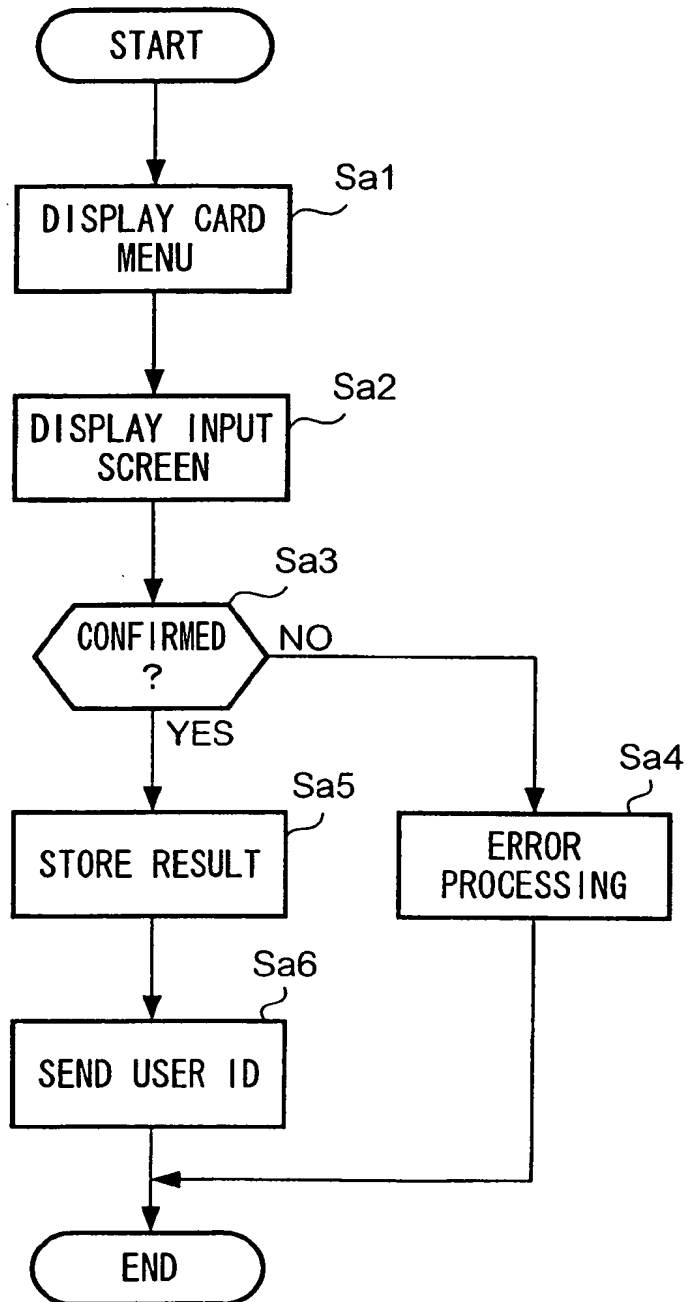 START
Sa1
DISPLAY CARD
MENU
Sa2
DISPLAY INPUT
SCREEN
Sa3
CONFIRMED
?
NO
YES
Sa4
Sa5
ERROR
PROCESSING
STORE RESULT
Sa6
SEND USER ID
END